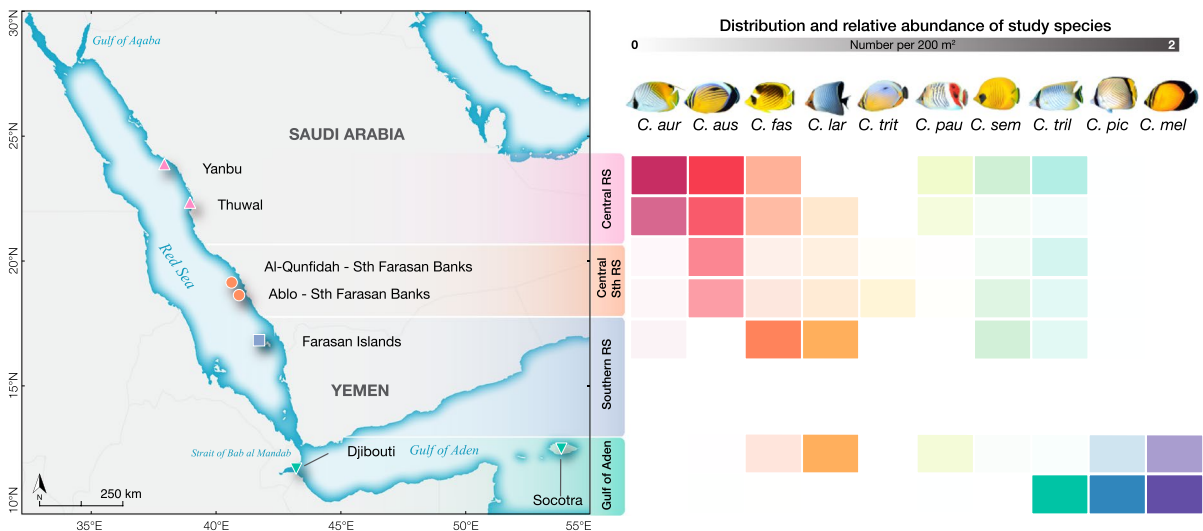 Distribution and relative abundance of study species
0
Number per 200 m²
2
C. aur
C. aus
C. fas
C. lar
C. trit
C. pau
C. sem
C. tril
C. pic
C. mel
30°N
25°N
20°N
15°N
10°N
Gulf of Aqaba
SAUDI ARABIA
Yanbu
Thuwal
Red Sea
Al-Qunfidah - Sth Farasan Banks
Ablo - Sth Farasan Banks
Farasan Islands
YEMEN
Strait of Bab al Mandab
Djibouti
Gulf of Aden
Socotra
N
250 km
35°E
40°E
45°E
50°E
55°E
Central RS
Central
Sth RS
Southern RS
Gulf of Aden